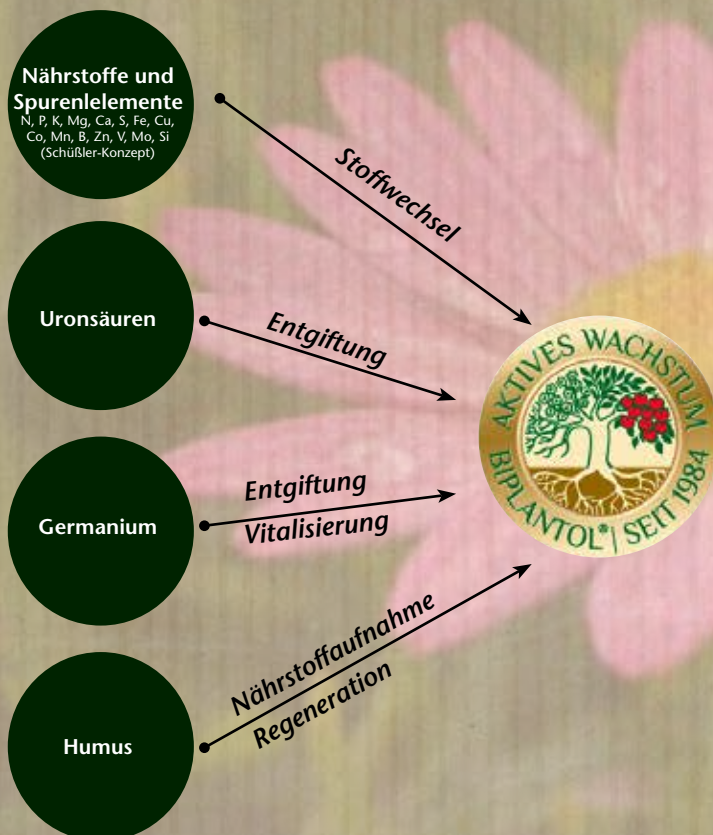 Nährstoffe und
Spurenlelemente
N, P, K, Mg, Ca, S, Fe, Cu,
Co, Mn, B, Zn, V, Mo, Si
(Schüßler-Konzept)
Stoffwechsel
Uronsäuren
Entgiftung
AKTIVES WACHSTUM
BIPLANTOL® | SEIT 1984
Germanium
Entgiftung
Vitalisierung
Humus
Nährstoffaufnahme
Regeneration